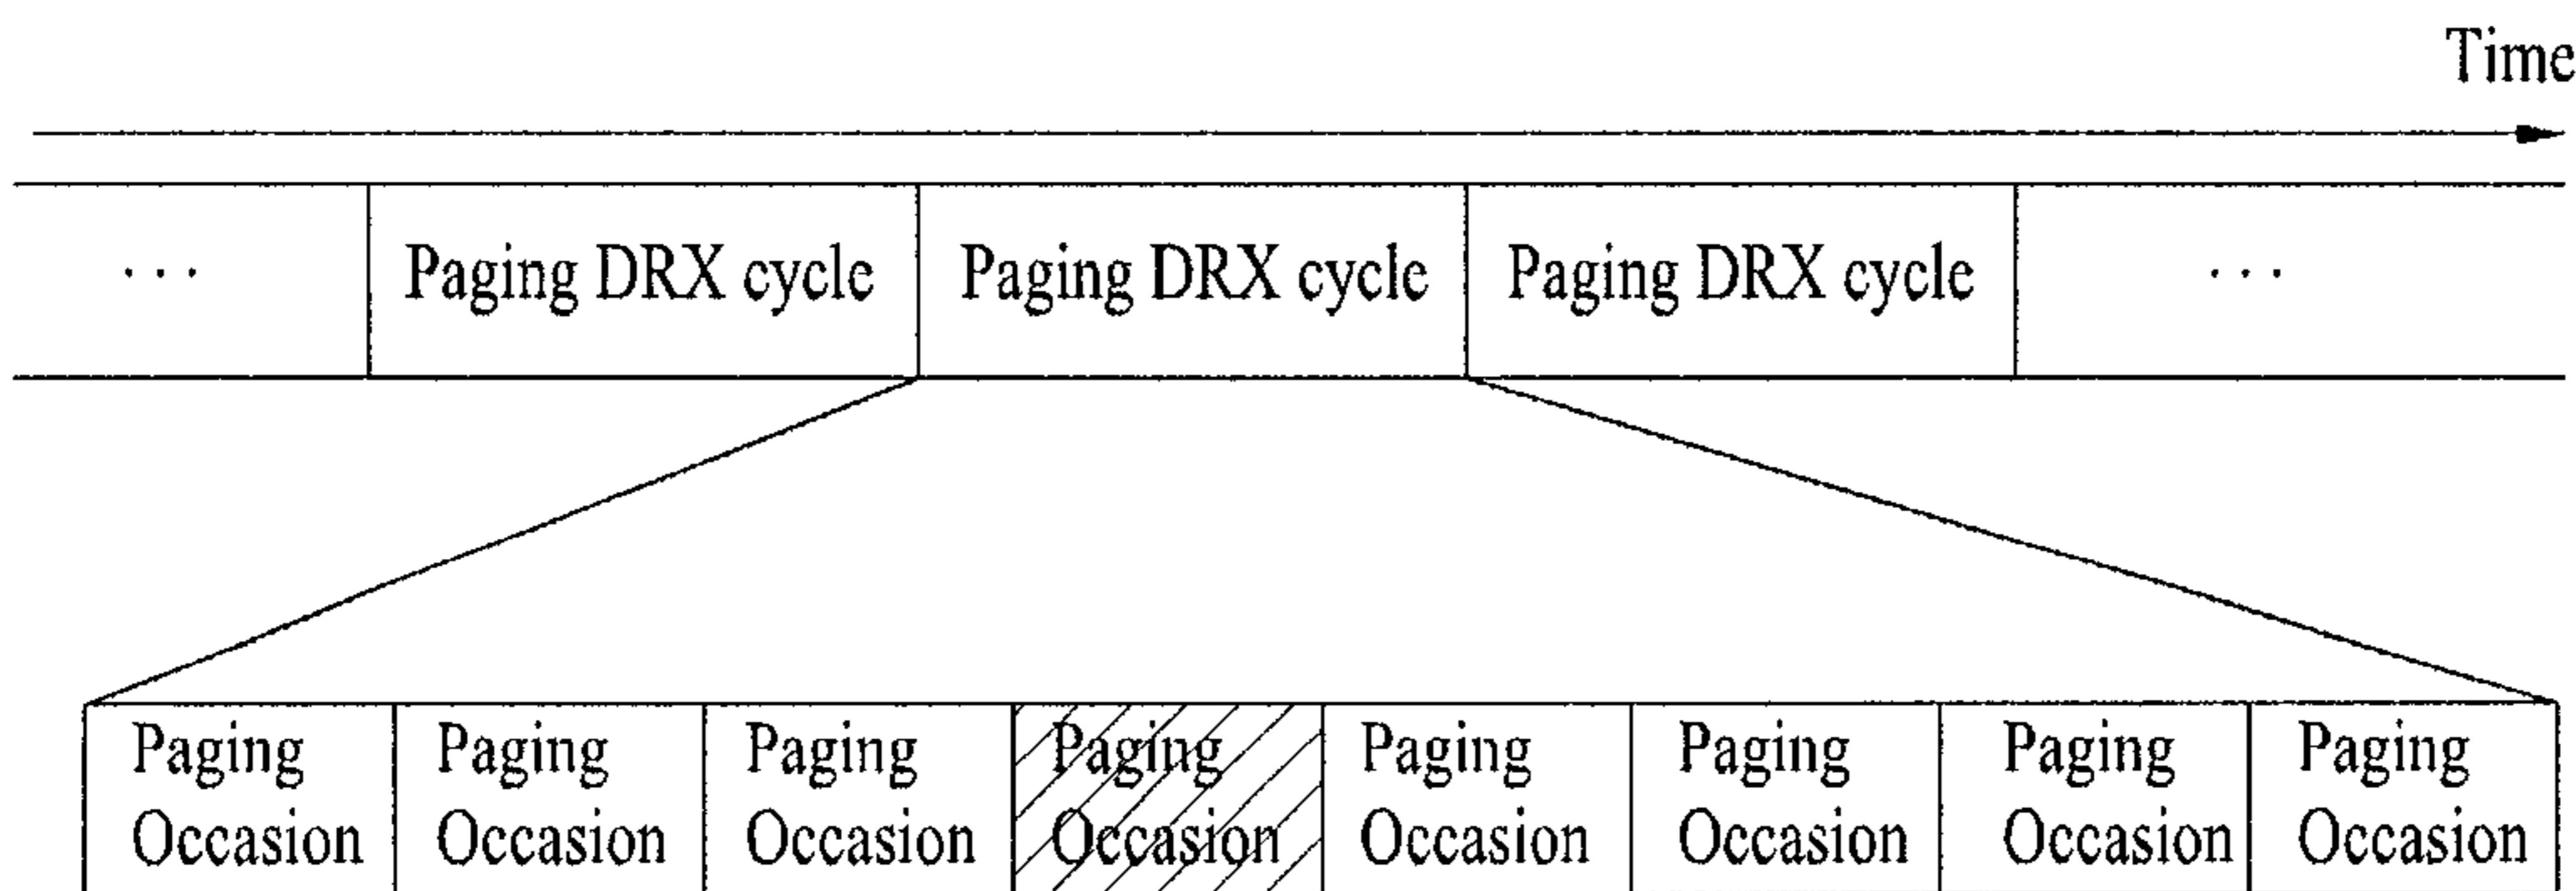 Time
... Paging DRX cycle Paging DRX cycle Paging DRX cycle ...
Paging Paging Paging Paging Paging Paging Paging Paging
Occasion Occasion Occasion Occasion Occasion Occasion Occasion Occasion